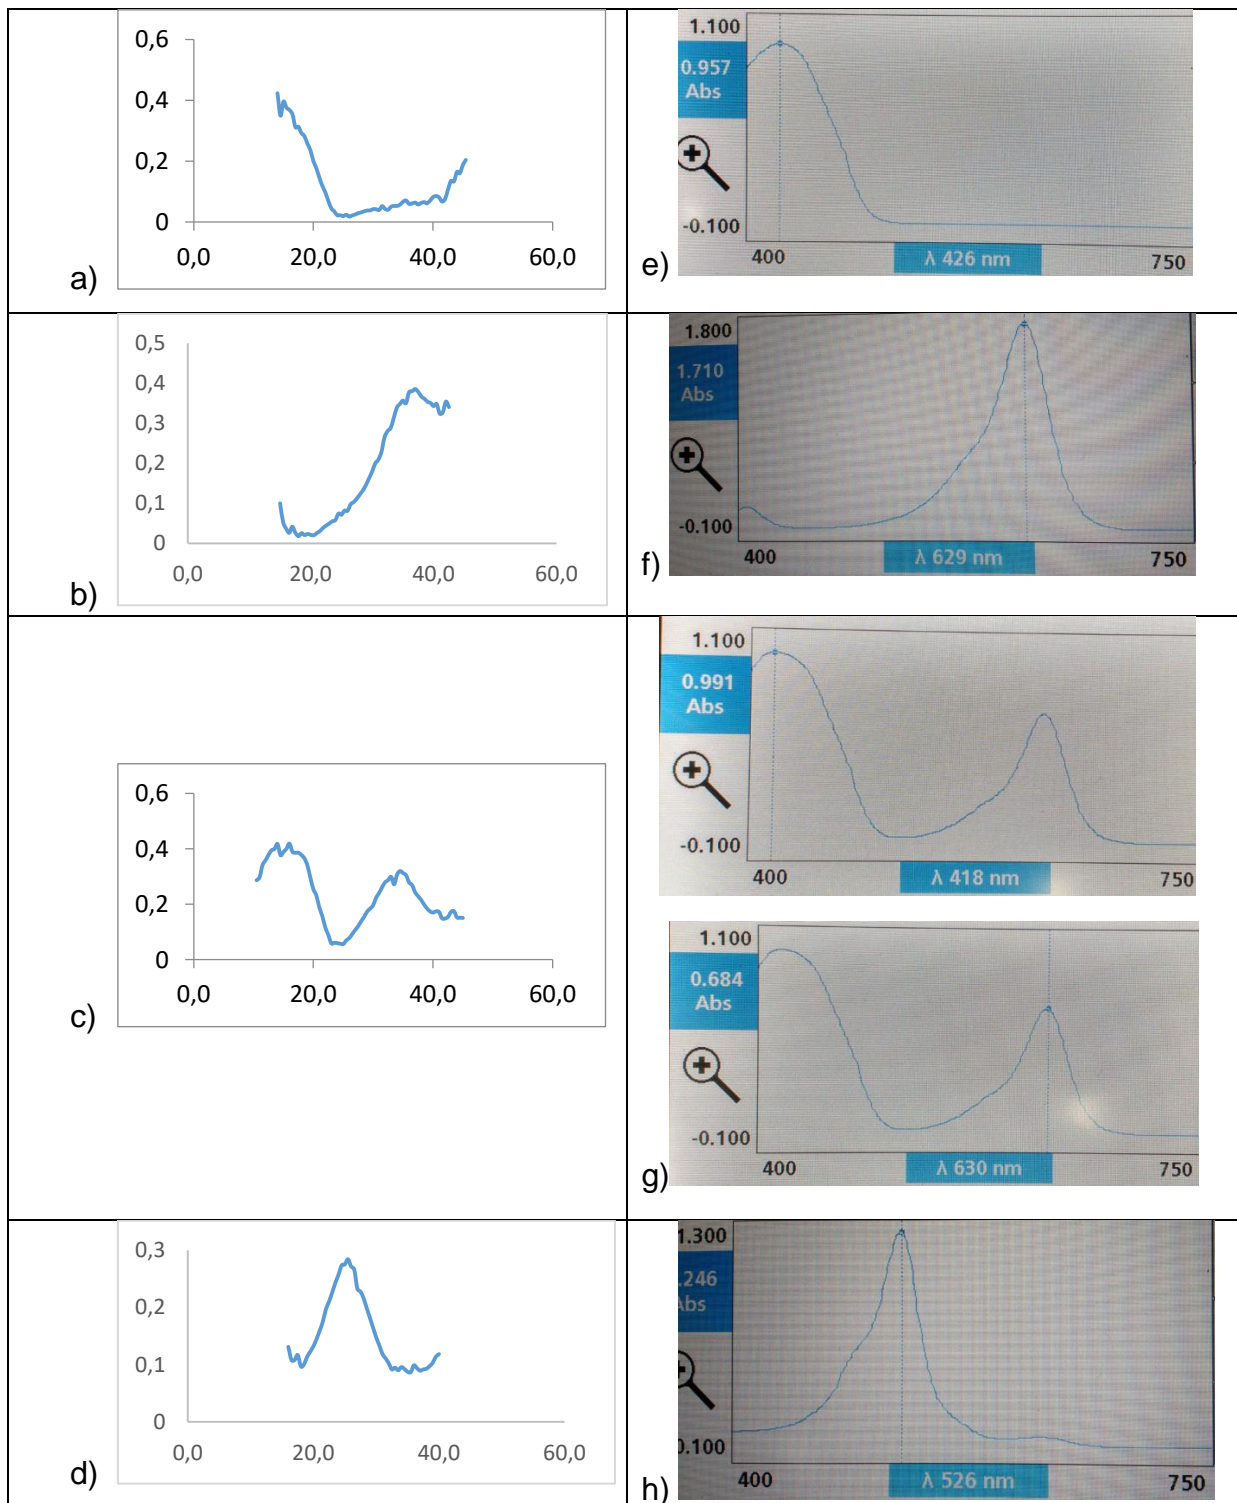 0,6
0,4
0,2
0
0,0 20,0 40,0 60,0
a)
1.100
0.957
Abs
-0.100
400 λ 426 nm 750
e)
0,5
0,4
0,3
0,2
0,1
0
0,0 20,0 40,0 60,0
b)
1.800
1.710
Abs
-0.100
400 λ 629 nm 750
f)
0,6
0,4
0,2
0
0,0 20,0 40,0 60,0
c)
1.100
0.991
Abs
-0.100
400 λ 418 nm 750
1.100
0.684
Abs
-0.100
400 λ 630 nm 750
g)
0,3
0,2
0,1
0
0,0 20,0 40,0 60,0
d)
1.300
.246
Abs
0.100
400 λ 526 nm 750
h)